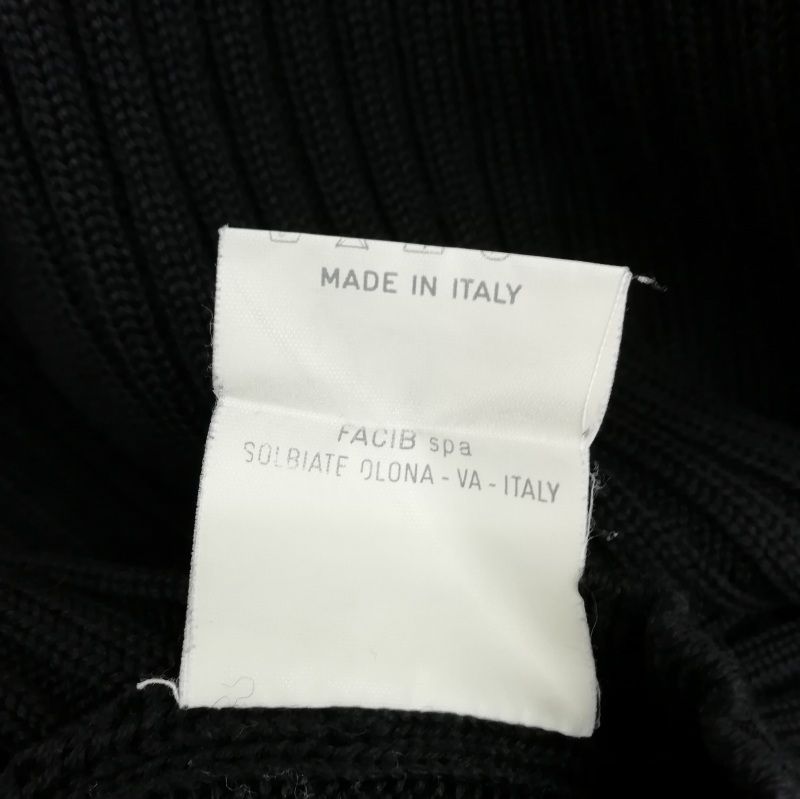 MADE IN ITALY
FACIB spa
SOLBIATE OLONA - VA - ITALY